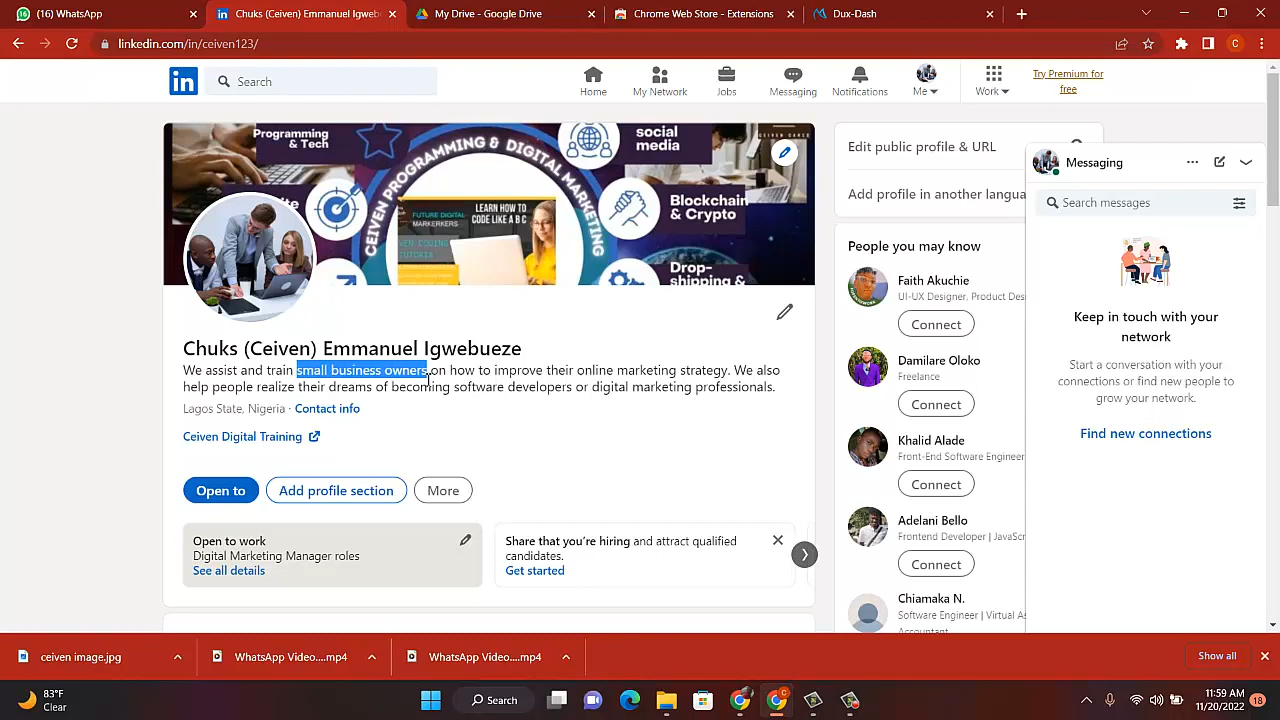 (16) WhatsApp
Chuks (Ceiven) Emmanuel Igweb
My Drive - Google Drive
Chrome Web Store - Extensions
Dux-Dash
linkedin.com/in/ceiven123/
C
in
Search
Home
My Network
Jobs
Messaging
Notifications
Me
Work
Try Premium for
free
Programming
& Tech
CEIVEN PROGRAMMING & DIGITAL MARKETING
social
media
Blockchain
& Crypto
Drop-
shipping &
FUTURE DIGITAL
MARKERKERS
LEARN HOW TO
CODE LIKE A B C
Chuks (Ceiven) Emmanuel Igwebueze
We assist and train small business owners on how to improve their online marketing strategy. We also
help people realize their dreams of becoming software developers or digital marketing professionals.
Lagos State, Nigeria · Contact info
Ceiven Digital Training
Open to
Add profile section
More
Open to work
Digital Marketing Manager roles
See all details
Share that you're hiring and attract qualified
candidates.
Get started
Edit public profile & URL
Add profile in another langua
People you may know
Faith Akuchie
UI-UX Designer, Product Des
Connect
Damilare Oloko
Freelance
Connect
Khalid Alade
Front-End Software Engineer
Connect
Adelani Bello
Frontend Developer | JavaScr
Connect
Chiamaka N.
Software Engineer | Virtual As
Accountant
Messaging
Search messages
Keep in touch with your
network
Start a conversation with your
connections or find new people to
grow your network.
Find new connections
ceiven image.jpg
WhatsApp Video....mp4
WhatsApp Video....mp4
Show all
83°F
Clear
Search
11:59 AM
11/20/2022
18